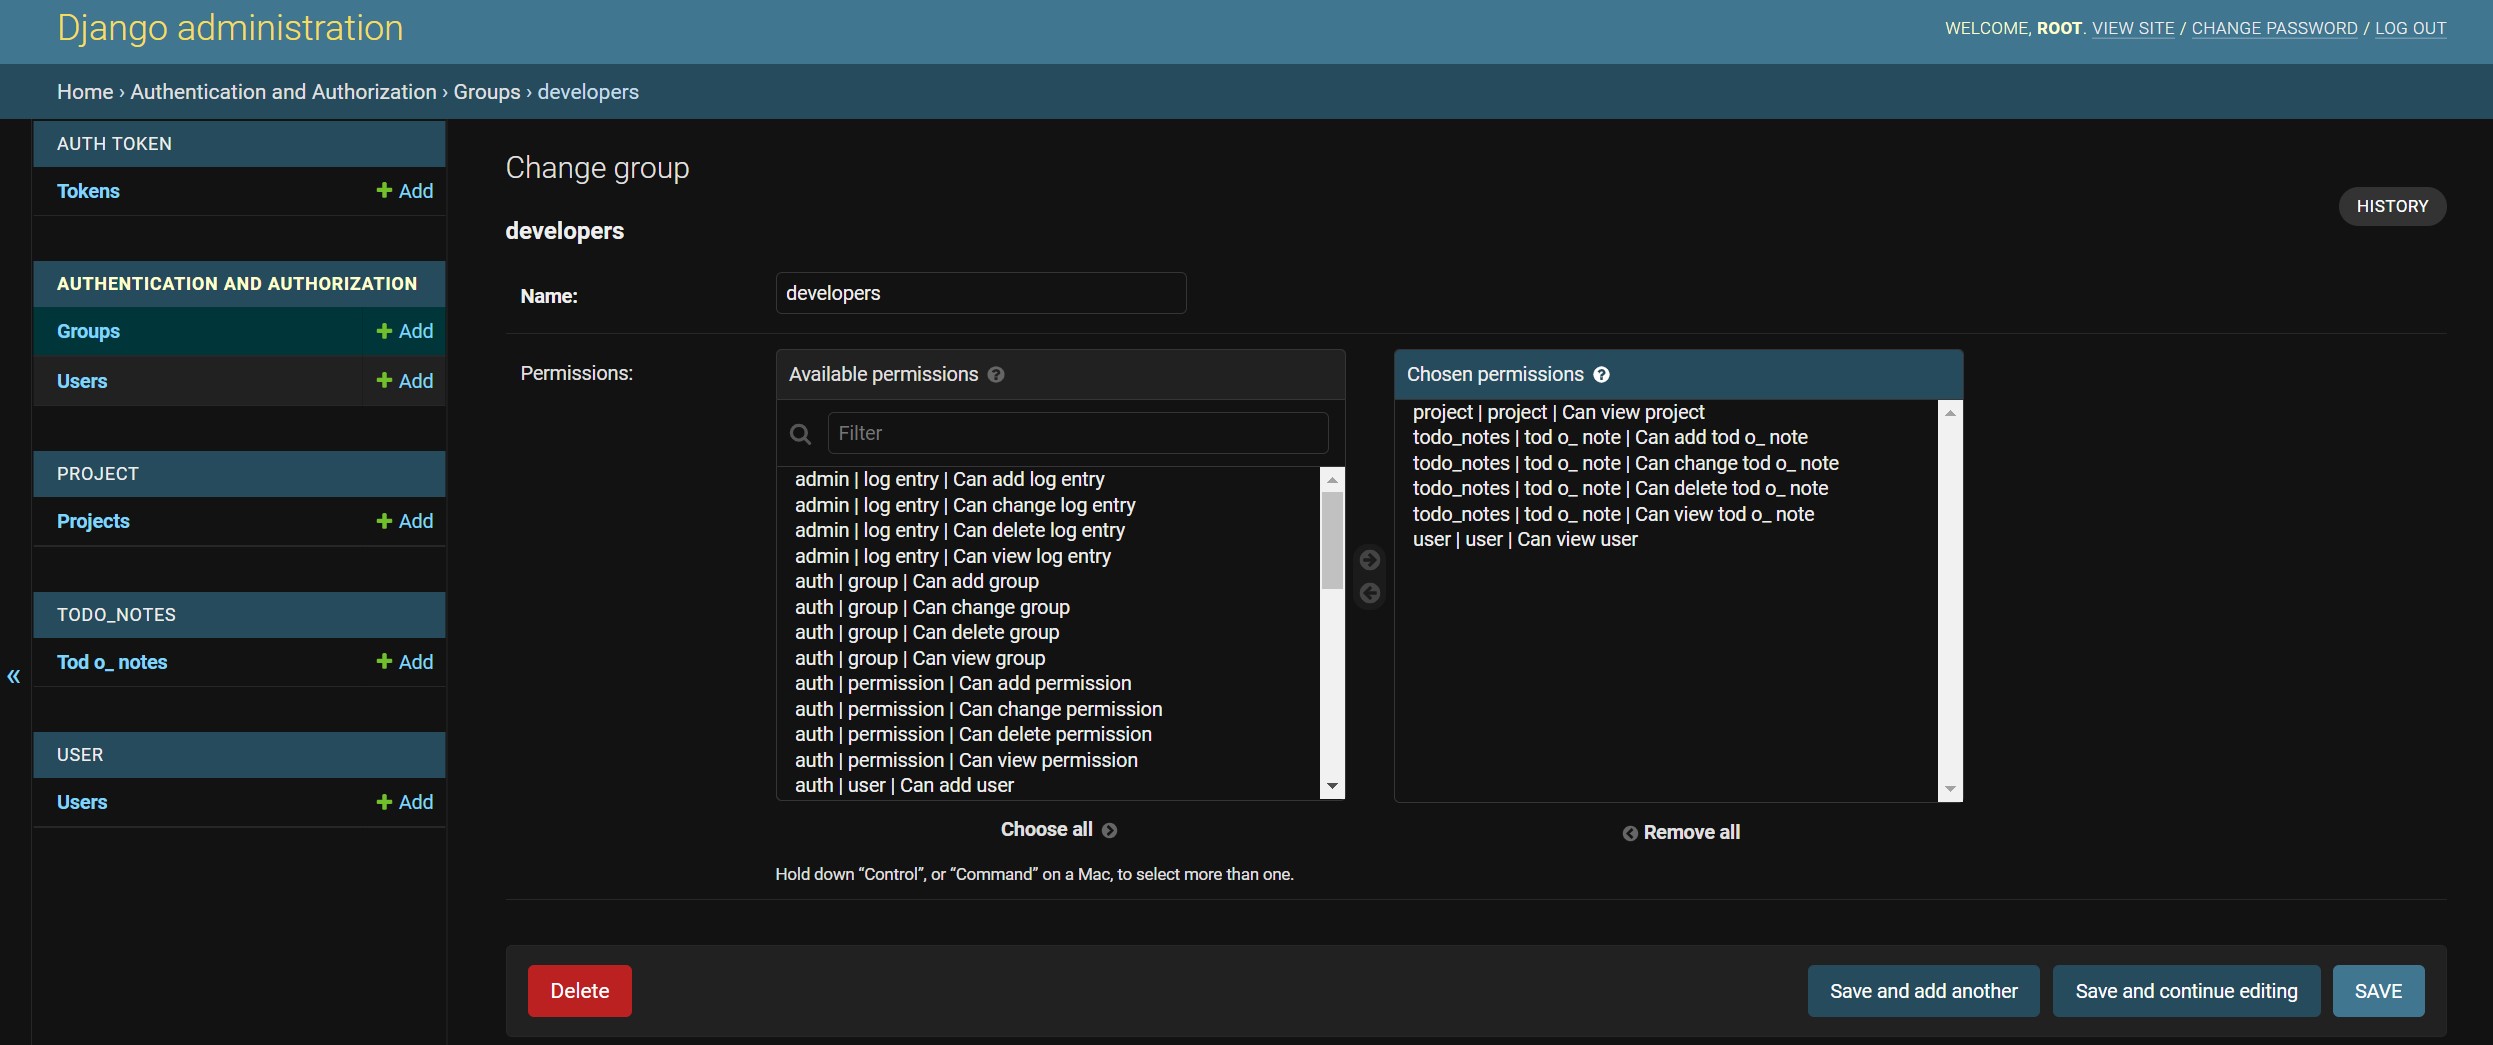 Django administration
WELCOME, ROOT. VIEW SITE / CHANGE PASSWORD / LOG OUT
Home › Authentication and Authorization › Groups › developers
AUTH TOKEN
Tokens
Add
AUTHENTICATION AND AUTHORIZATION
Groups
Add
Users
Add
PROJECT
Projects
Add
TODO_NOTES
Tod o_ notes
Add
USER
Users
Add
«
Change group
HISTORY
developers
Name:
developers
Permissions:
Available permissions ?
Filter
admin | log entry | Can add log entry
admin | log entry | Can change log entry
admin | log entry | Can delete log entry
admin | log entry | Can view log entry
auth | group | Can add group
auth | group | Can change group
auth | group | Can delete group
auth | group | Can view group
auth | permission | Can add permission
auth | permission | Can change permission
auth | permission | Can delete permission
auth | permission | Can view permission
auth | user | Can add user
Choose all
Chosen permissions ?
project | project | Can view project
todo_notes | tod o_ note | Can add tod o_ note
todo_notes | tod o_ note | Can change tod o_ note
todo_notes | tod o_ note | Can delete tod o_ note
todo_notes | tod o_ note | Can view tod o_ note
user | user | Can view user
Remove all
Hold down “Control”, or “Command” on a Mac, to select more than one.
Delete
Save and add another
Save and continue editing
SAVE